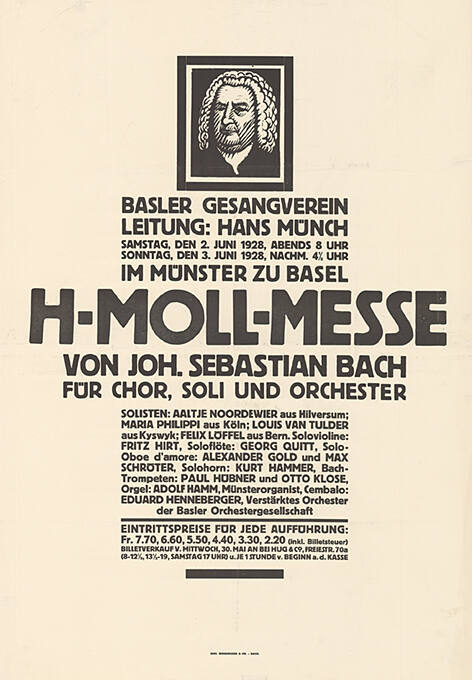 BASLER GESANGVEREIN
LEITUNG: HANS MÜNCH
SAMSTAG, DEN 2. JUNI 1928, ABENDS 8 UHR
SONNTAG, DEN 3. JUNI 1928, NACHM. 4½ UHR
IM MÜNSTER ZU BASEL
H-MOLL-MESSE
VON JOH. SEBASTIAN BACH
FÜR CHOR, SOLI UND ORCHESTER
SOLISTEN: AALTJE NOORDEWIER aus Hilversum;
MARIA PHILIPPI aus Köln; LOUIS VAN TULDER
aus Kyswyk; FELIX LÖFFEL aus Bern. Solovioline:
FRITZ HIRT, Soloflöte: GEORG QUITT, Solo-
Oboe d'amore: ALEXANDER GOLD und MAX
SCHRÖTER, Solohorn: KURT HAMMER, Bach-
Trompeten: PAUL HÜBNER und OTTO KLOSE,
Orgel: ADOLF HAMM, Münsterorganist, Cembalo:
EDUARD HENNEBERGER, Verstärktes Orchester
der Basler Orchestergesellschaft
EINTRITTSPREISE FÜR JEDE AUFFÜHRUNG:
Fr. 7.70, 6.60, 5.50, 4.40, 3.30, 2.20 (inkl. Billetsteuer)
BILLETVERKAUF V. MITTWOCH, 30. MAI AN BEI HUG & Co, FREIESTR. 70a
(8-12½, 13½-19, SAMSTAG 17 UHR) u. JE 1 STUNDE v. BEGINN a. d. KASSE